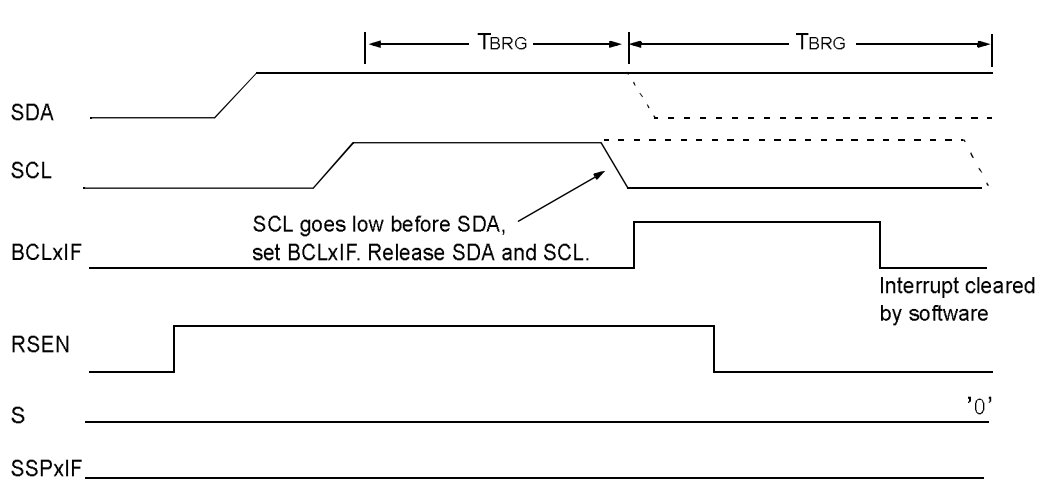 TBRG TBRG
SDA
SCL
SCL goes low before SDA,
set BCLxIF. Release SDA and SCL.
BCLxIF
Interrupt cleared
by software
RSEN
S
'0'
SSPxIF